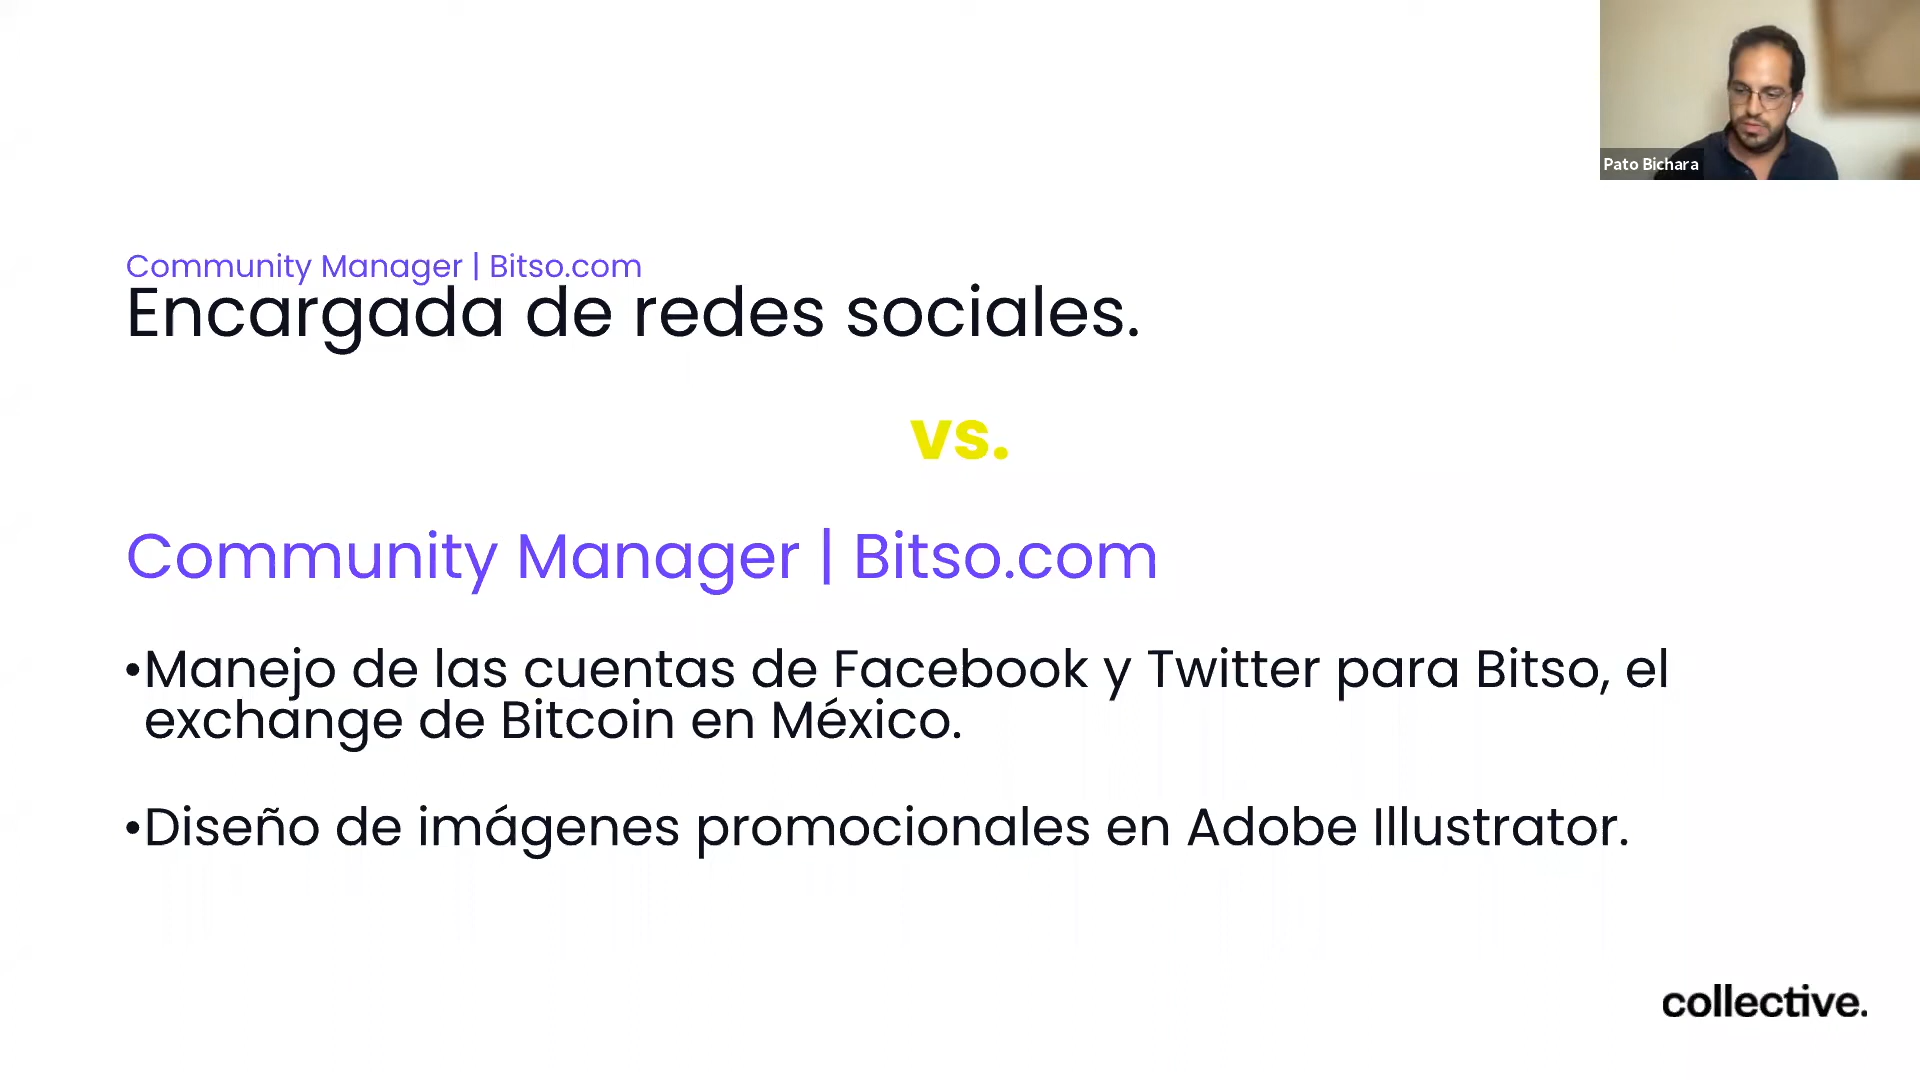 Pato Bichara
Community Manager | Bitso.com
Encargada de redes sociales.
vs.
Community Manager | Bitso.com
•Manejo de las cuentas de Facebook y Twitter para Bitso, el
exchange de Bitcoin en México.
•Diseño de imágenes promocionales en Adobe Illustrator.
collective.